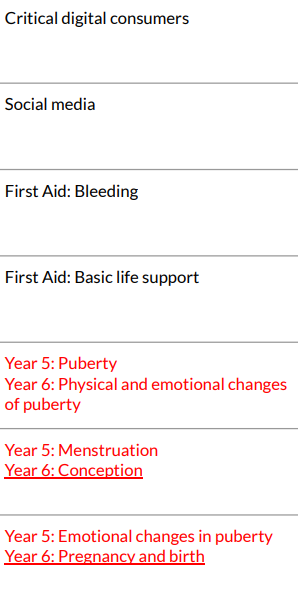 Critical digital consumers
Social media
First Aid: Bleeding
First Aid: Basic life support
Year 5: Puberty
Year 6: Physical and emotional changes
of puberty
Year 5: Menstruation
Year 6: Conception
Year 5: Emotional changes in puberty
Year 6: Pregnancy and birth